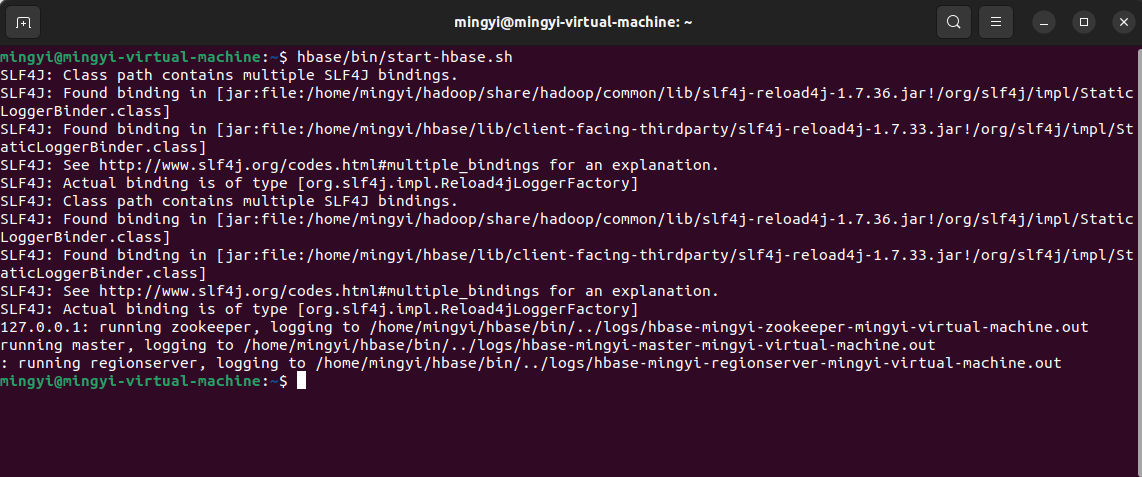 mingyi@mingyi-virtual-machine: ~
mingyi@mingyi-virtual-machine:~$ hbase/bin/start-hbase.sh
SLF4J: Class path contains multiple SLF4J bindings.
SLF4J: Found binding in [jar:file:/home/mingyi/hadoop/share/hadoop/common/lib/slf4j-reload4j-1.7.36.jar!/org/slf4j/impl/Static
LoggerBinder.class]
SLF4J: Found binding in [jar:file:/home/mingyi/hbase/lib/client-facing-thirdparty/slf4j-reload4j-1.7.33.jar!/org/slf4j/impl/St
aticLoggerBinder.class]
SLF4J: See http://www.slf4j.org/codes.html#multiple_bindings for an explanation.
SLF4J: Actual binding is of type [org.slf4j.impl.Reload4jLoggerFactory]
SLF4J: Class path contains multiple SLF4J bindings.
SLF4J: Found binding in [jar:file:/home/mingyi/hadoop/share/hadoop/common/lib/slf4j-reload4j-1.7.36.jar!/org/slf4j/impl/Static
LoggerBinder.class]
SLF4J: Found binding in [jar:file:/home/mingyi/hbase/lib/client-facing-thirdparty/slf4j-reload4j-1.7.33.jar!/org/slf4j/impl/St
aticLoggerBinder.class]
SLF4J: See http://www.slf4j.org/codes.html#multiple_bindings for an explanation.
SLF4J: Actual binding is of type [org.slf4j.impl.Reload4jLoggerFactory]
127.0.0.1: running zookeeper, logging to /home/mingyi/hbase/bin/../logs/hbase-mingyi-zookeeper-mingyi-virtual-machine.out
running master, logging to /home/mingyi/hbase/bin/../logs/hbase-mingyi-master-mingyi-virtual-machine.out
: running regionserver, logging to /home/mingyi/hbase/bin/../logs/hbase-mingyi-regionserver-mingyi-virtual-machine.out
mingyi@mingyi-virtual-machine:~$